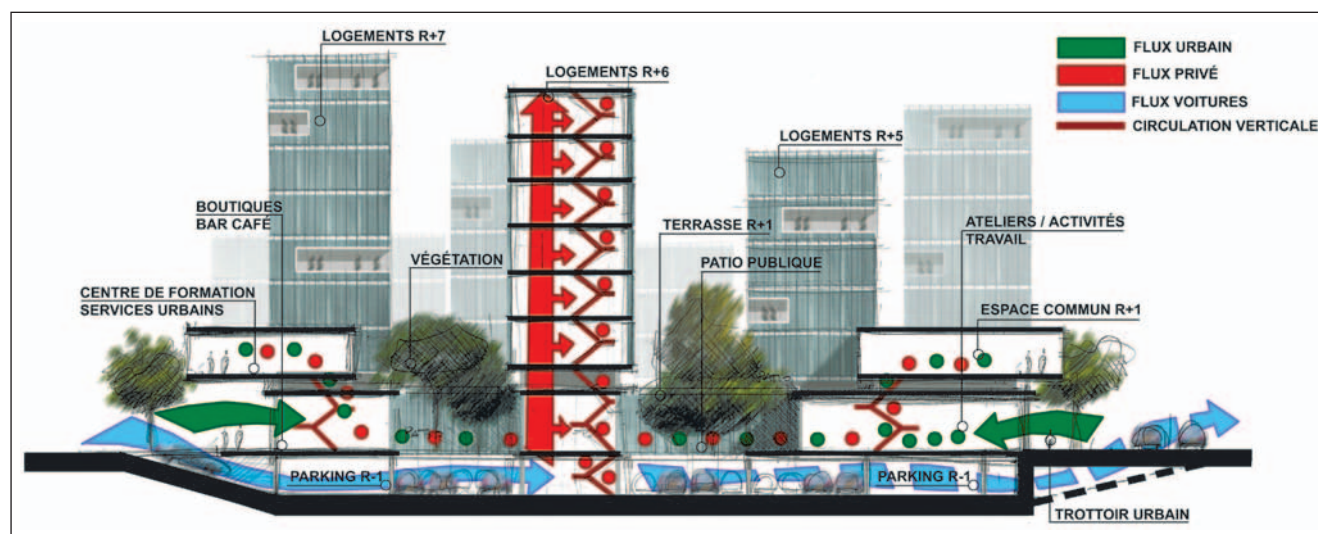 LOGEMENTS R+7
LOGEMENTS R+6
FLUX URBAIN
FLUX PRIVÉ
FLUX VOITURES
CIRCULATION VERTICALE
LOGEMENTS R+5
BOUTIQUES
BAR CAFÉ
TERRASSE R+1
ATELIERS / ACTIVITÉS
TRAVAIL
VÉGÉTATION
PATIO PUBLIQUE
CENTRE DE FORMATION
SERVICES URBAINS
ESPACE COMMUN R+1
PARKING R-1
PARKING R-1
TROTTOIR URBAIN